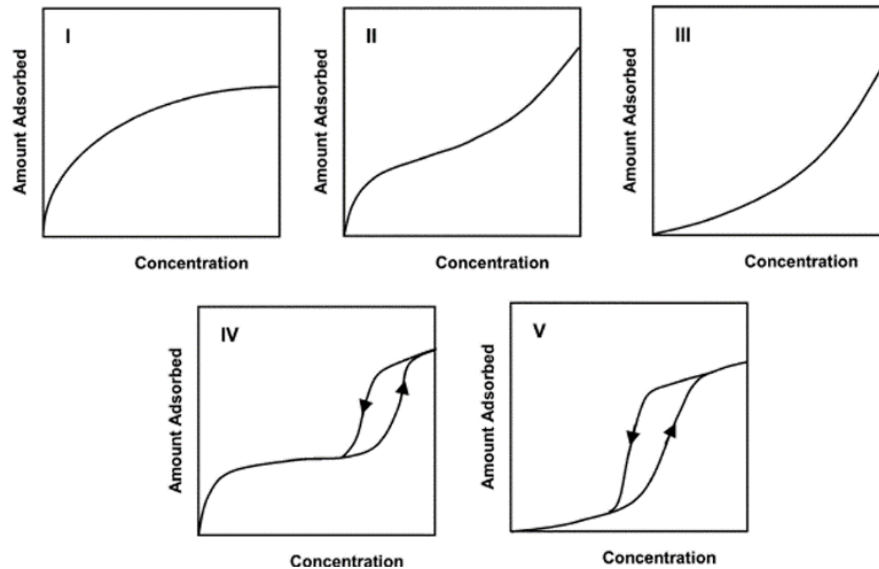 I
Amount Adsorbed
Concentration
II
Amount Adsorbed
Concentration
III
Amount Adsorbed
Concentration
IV
Amount Adsorbed
Concentration
V
Amount Adsorbed
Concentration